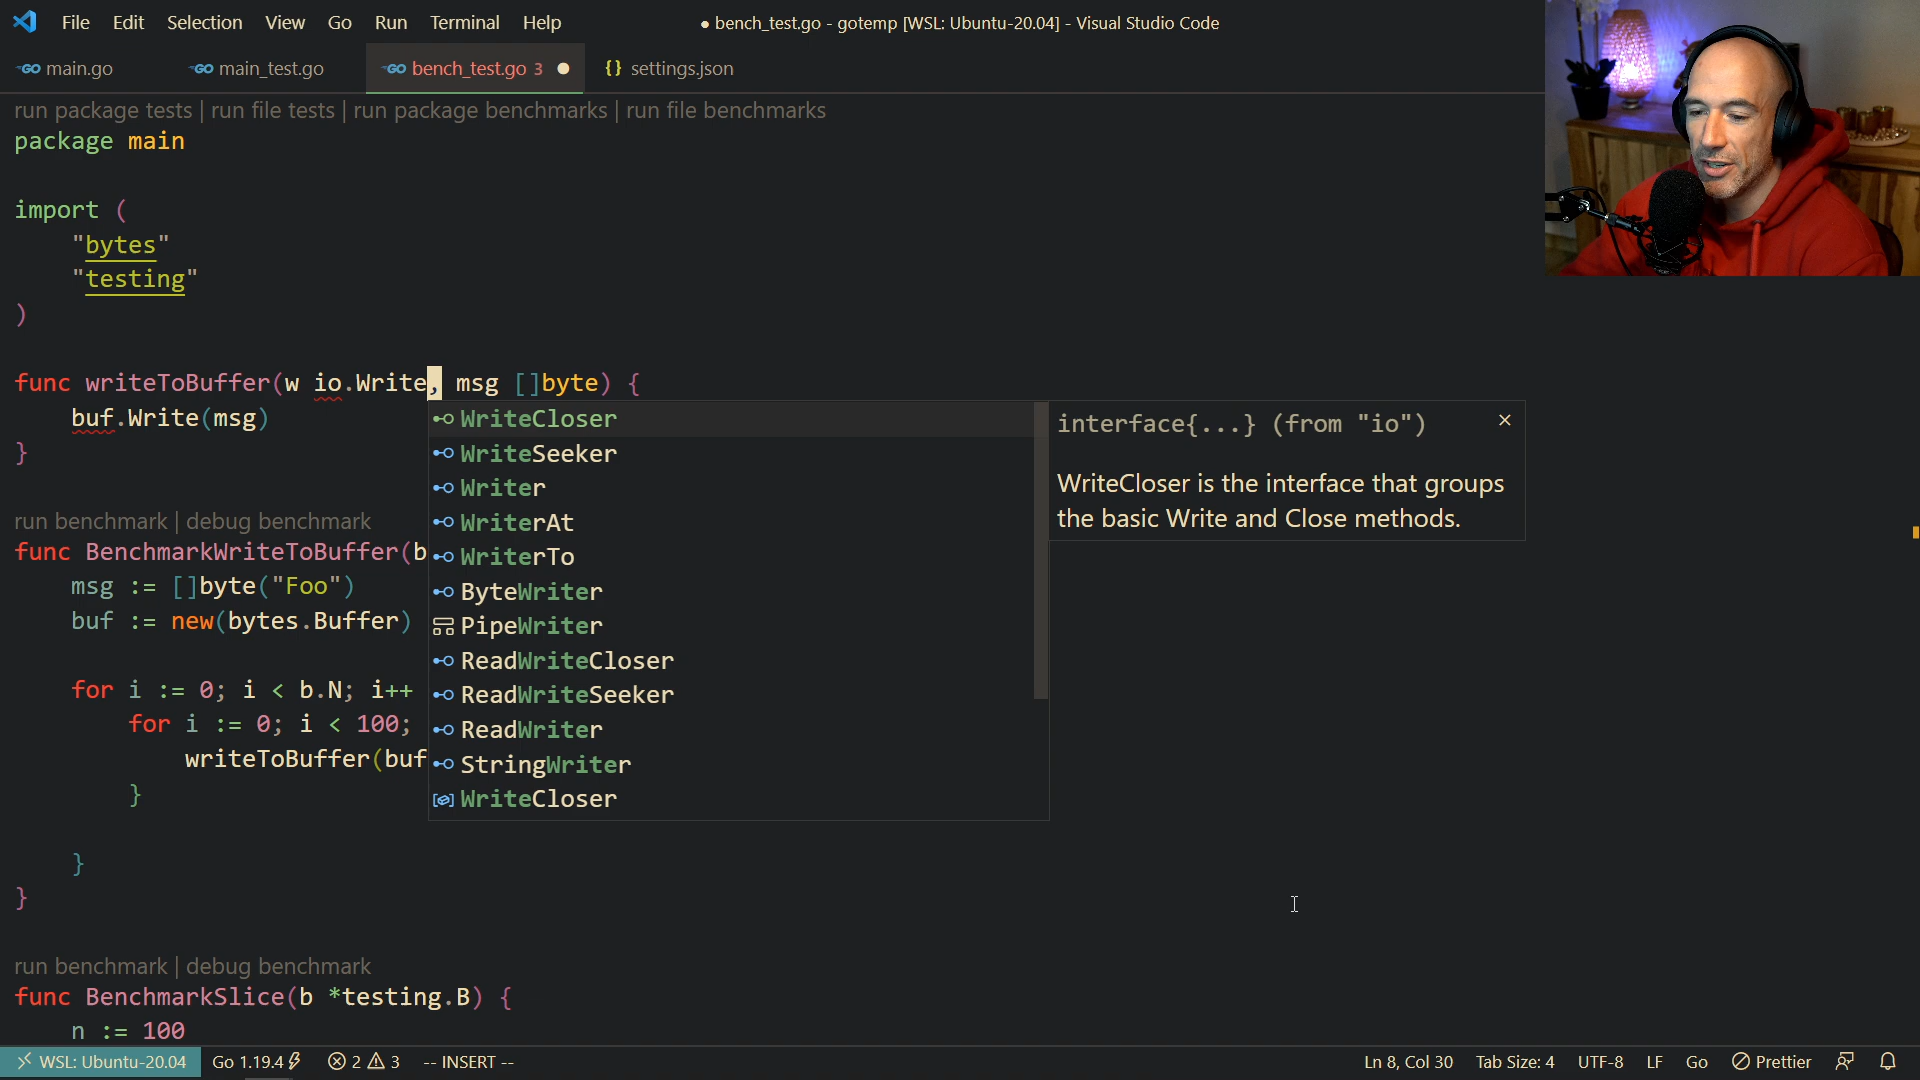 File Edit Selection View Go Run Terminal Help
● bench_test.go - gotemp [WSL: Ubuntu-20.04] - Visual Studio Code
main.go main_test.go bench_test.go 3 ● {} settings.json
run package tests | run file tests | run package benchmarks | run file benchmarks
package main
import (
"bytes"
"testing"
)
func writeToBuffer(w io.Write, msg []byte) {
buf.Write(msg)
}
WriteCloser
WriteSeeker
Writer
WriterAt
WriterTo
ByteWriter
PipeWriter
ReadWriteCloser
ReadWriteSeeker
ReadWriter
StringWriter
WriteCloser
interface{...} (from "io") ×
WriteCloser is the interface that groups
the basic Write and Close methods.
run benchmark | debug benchmark
func BenchmarkWriteToBuffer(b
msg := []byte("Foo")
buf := new(bytes.Buffer)
for i := 0; i < b.N; i++
for i := 0; i < 100;
writeToBuffer(buf
}
}
}
run benchmark | debug benchmark
func BenchmarkSlice(b *testing.B) {
n := 100
WSL: Ubuntu-20.04 Go 1.19.4 2 3 -- INSERT -- Ln 8, Col 30 Tab Size: 4 UTF-8 LF Go Prettier